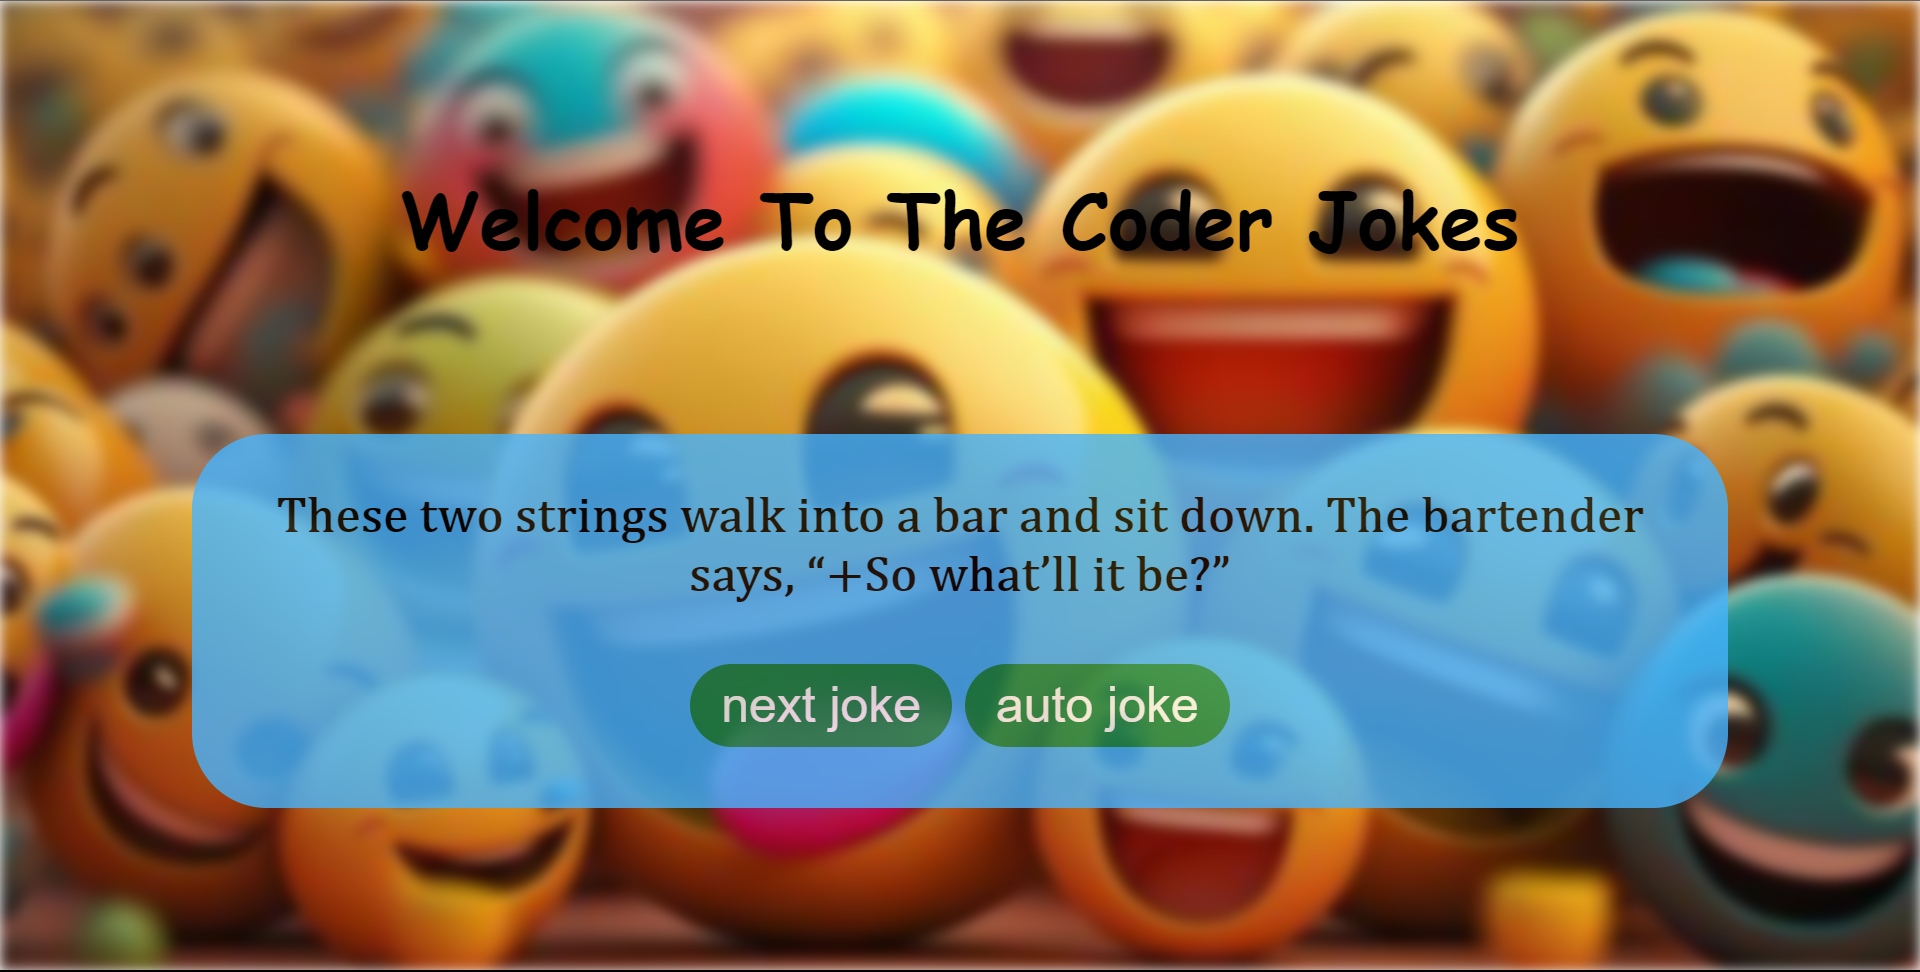 Welcome To The Coder Jokes
These two strings walk into a bar and sit down. The bartender
says, “+So what’ll it be?”
next joke
auto joke